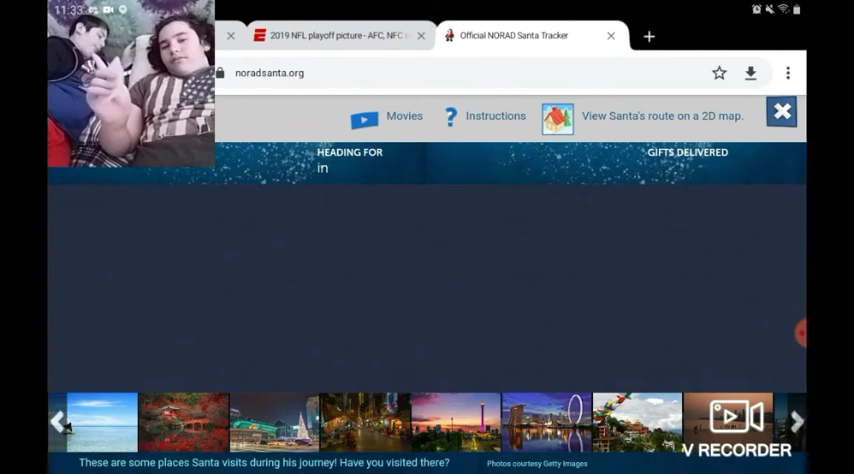 11:33
2019 NFL playoff picture - AFC, NFC
Official NORAD Santa Tracker
noradsanta.org
Movies
Instructions
View Santa's route on a 2D map.
HEADING FOR
in
GIFTS DELIVERED
V RECORDER
These are some places Santa visits during his journey! Have you visited there?
Photos courtesy Getty Images